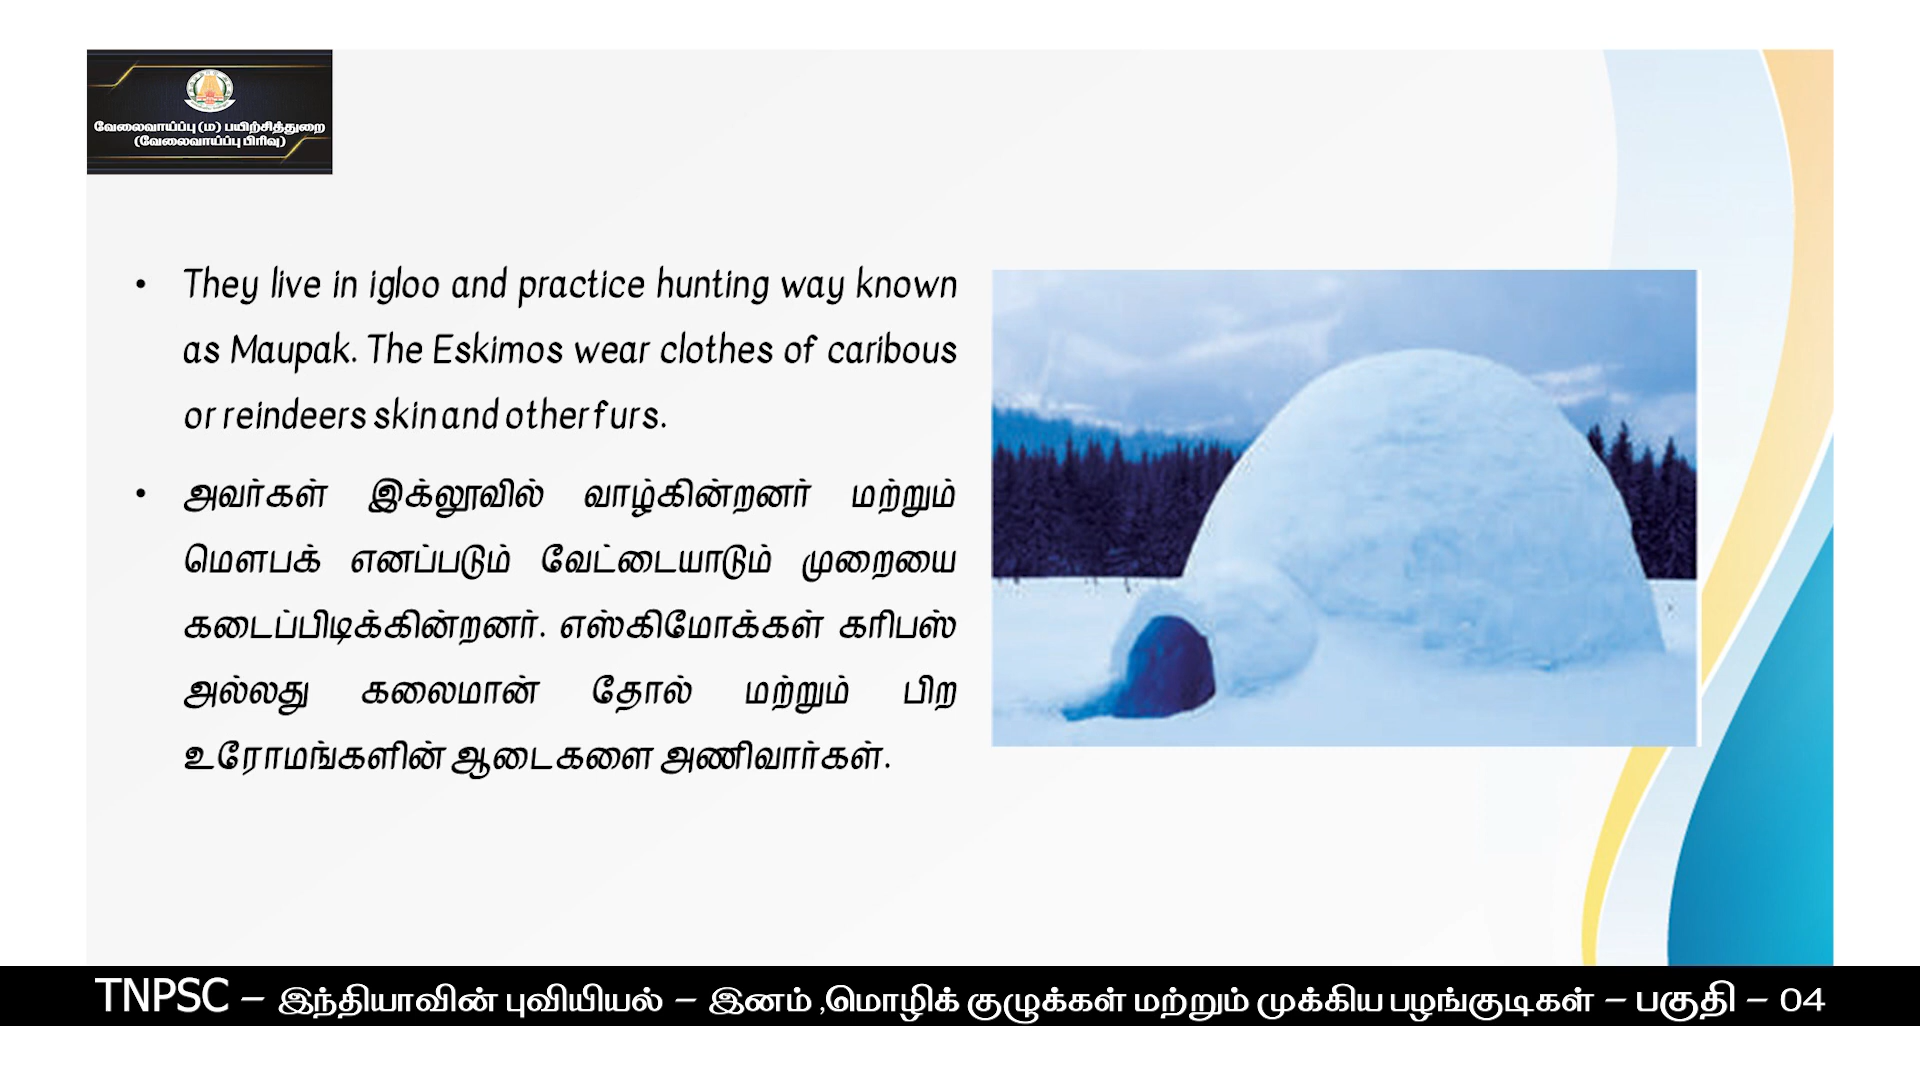 வேலைவாய்ப்பு (ம) பயிற்சித்துறை
(வேலைவாய்ப்பு பிரிவு)
• They live in igloo and practice hunting way known
as Maupak. The Eskimos wear clothes of caribous
or reindeers skin and other furs.
• அவர்கள் இக்லூவில் வாழ்கின்றனர் மற்றும்
மௌபக் எனப்படும் வேட்டையாடும் முறையை
கடைப்பிடிக்கின்றனர். எஸ்கிமோக்கள் கரிபஸ்
அல்லது கலைமான் தோல் மற்றும் பிற
உரோமங்களின் ஆடைகளை அணிவார்கள்.
TNPSC – இந்தியாவின் புவியியல் – இனம் ,மொழிக் குழுக்கள் மற்றும் முக்கிய பழங்குடிகள் – பகுதி – 04